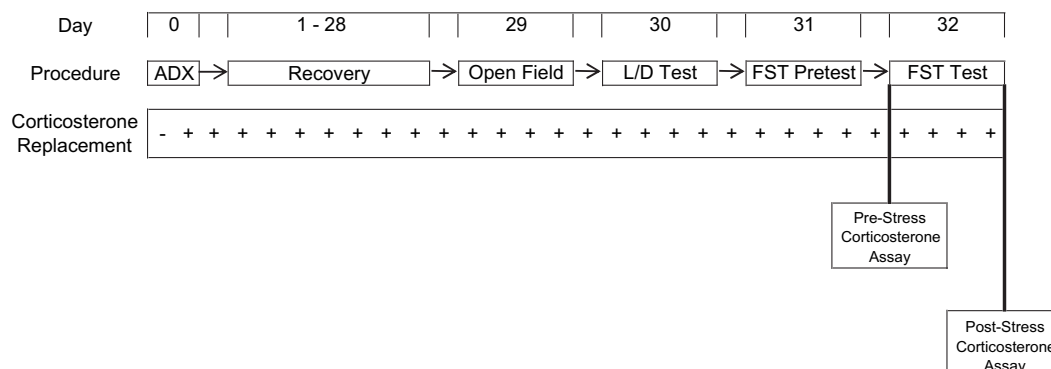 Day 0 1 - 28 29 30 31 32
Procedure ADX Recovery Open Field L/D Test FST Pretest FST Test
Corticosterone
Replacement
- + + + + + + + + + + + + + + + + + + + + + + + + + + + + +
Pre-Stress
Corticosterone
Assay
Post-Stress
Corticosterone
Assay